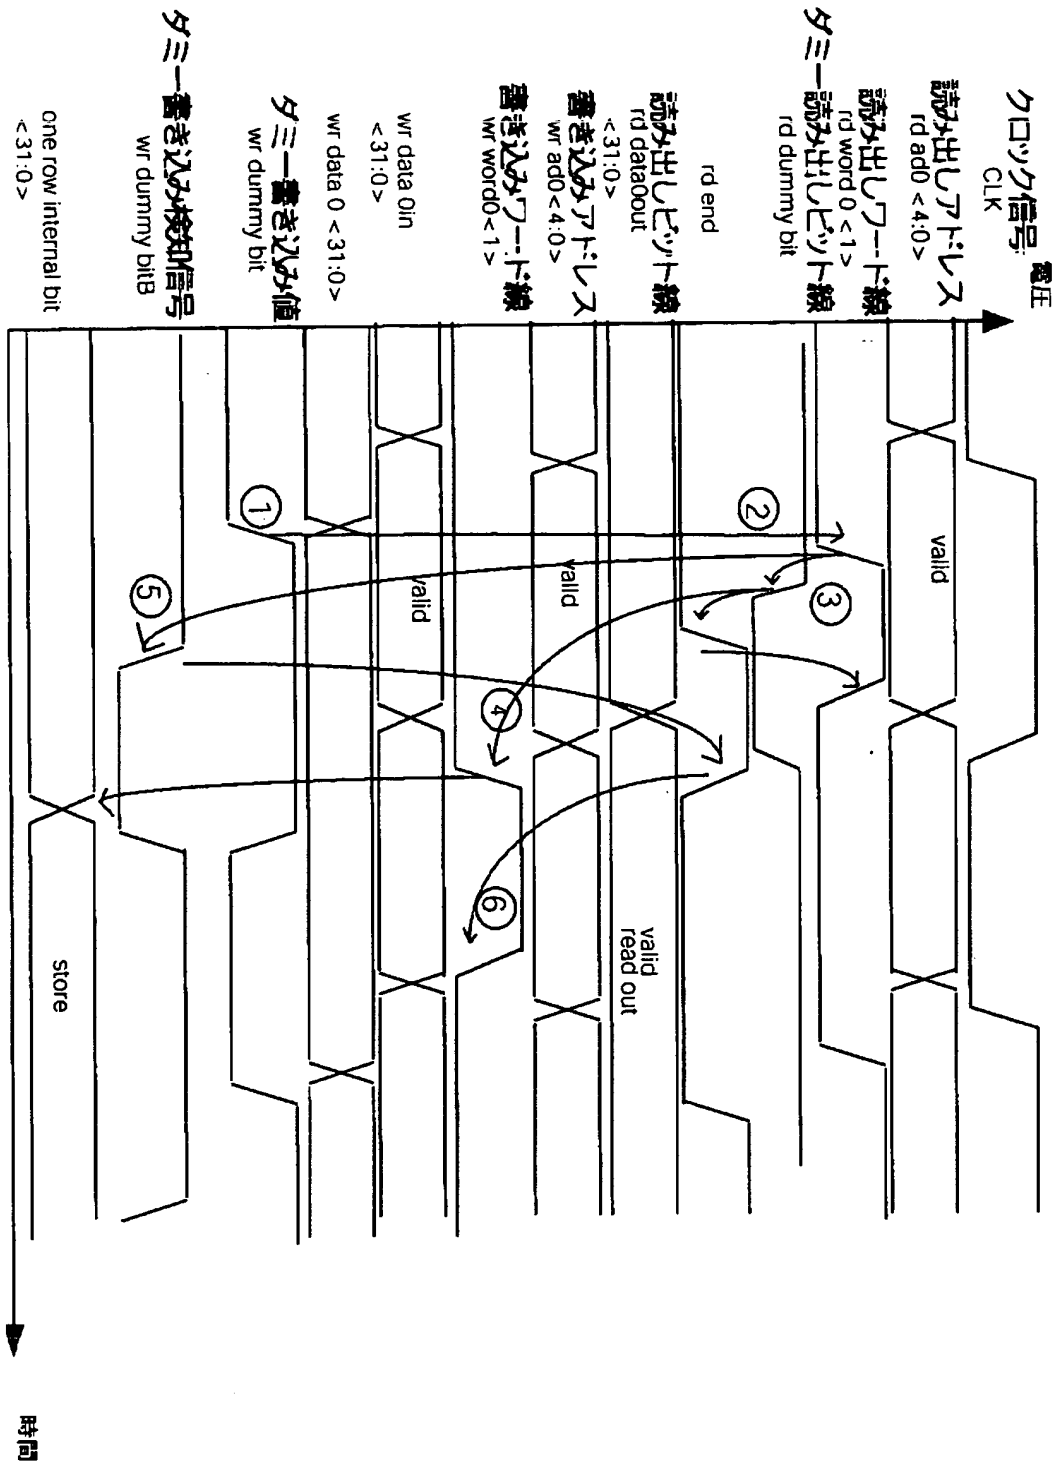 電圧
クロック信号
CLK
読み出しアドレス
rd ad0 <4:0>
読み出しワード線
rd word 0 <1>
ダミー読み出しビット線
rd dummy bit
rd end
読み出しビット線
rd data0out
<31:0>
書き込みアドレス
wr ad0<4:0>
書き込みワード線
wr word0<1>
wr data 0in
<31:0>
wr data 0 <31:0>
ダミー書き込み値
wr dummy bit
ダミー書き込み検知信号
wr dummy bitB
one row internal bit
<31:0>
valid
②
③
valid
read out
valid
④
⑥
valid
①
⑤
store
時間